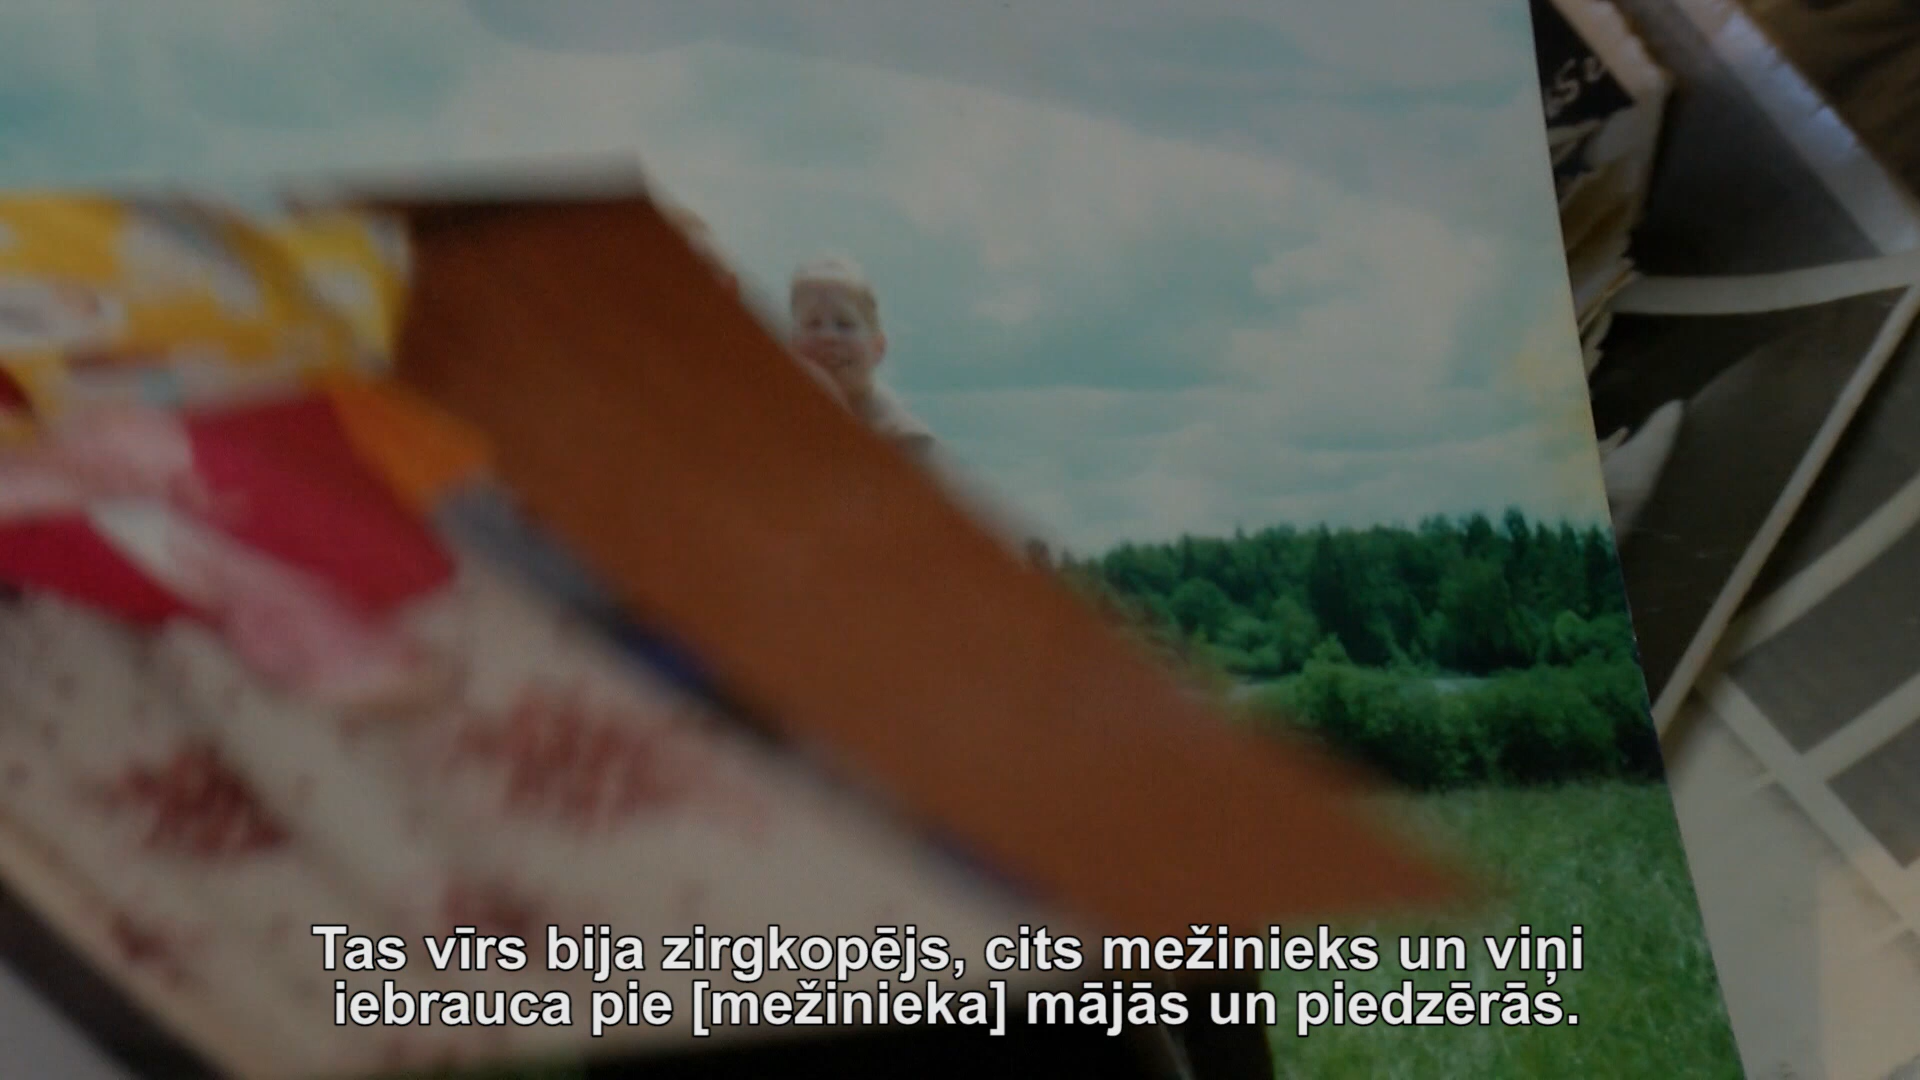 Tas vīrs bija zirgkopējs, cits mežinieks un viņi
iebrauca pie [mežinieka] mājās un piedzērās.